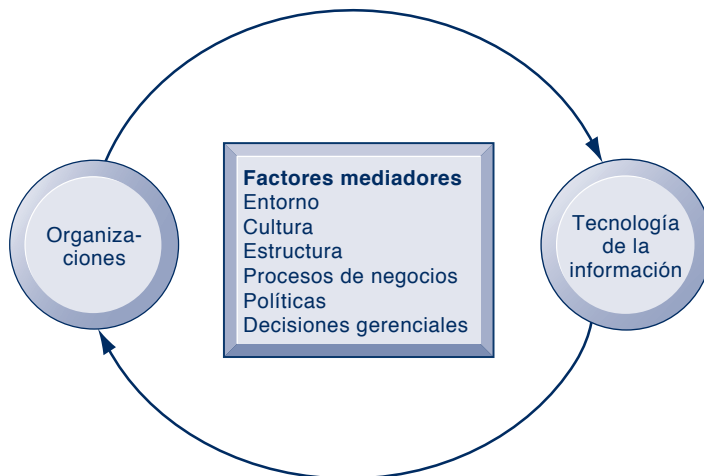 Organiza-
ciones
Factores mediadores
Entorno
Cultura
Estructura
Procesos de negocios
Políticas
Decisiones gerenciales
Tecnología
de la
información